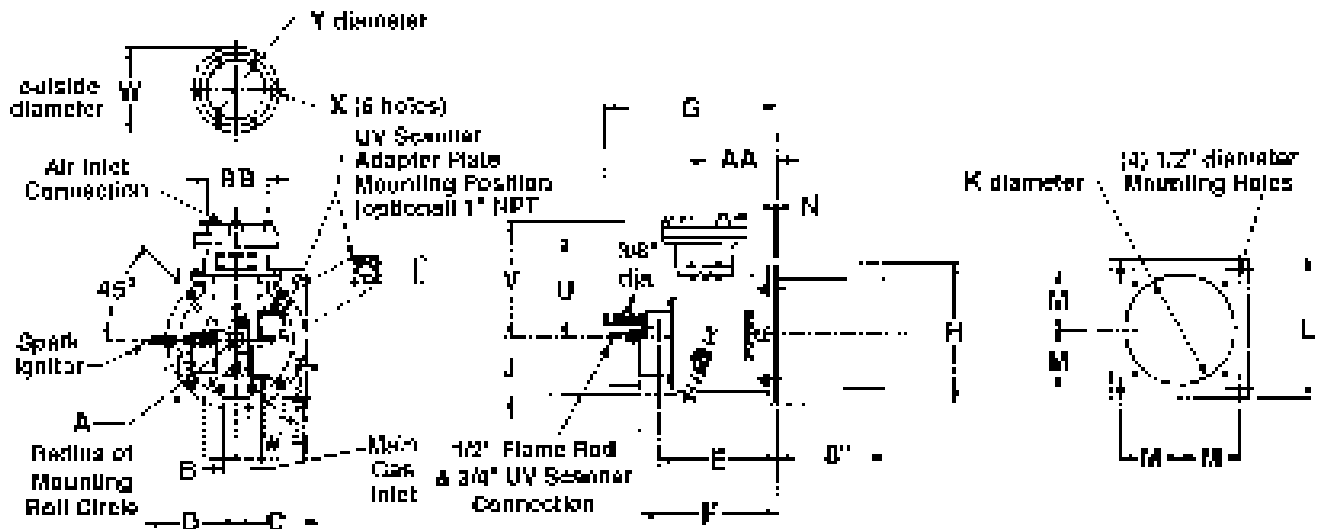 Y diameter
outside
diameter
W
X (6 holes)
UV Scanner
Adapter Plate
Mounting Position
(optional) 1" NPT
Air Inlet
Connection
BB
45°
Spark
Ignitor
A
Radius of
Mounting
Bolt Circle
B
D
C
Main
Gas
Inlet
G
AA
N
V
U
J
3/8"
dia.
H
1/2" Flame Rod
& 3/4" UV Scanner
Connection
E
F
K diameter
(4) 1/2" diameter
Mounting Holes
M
M
L
M
M